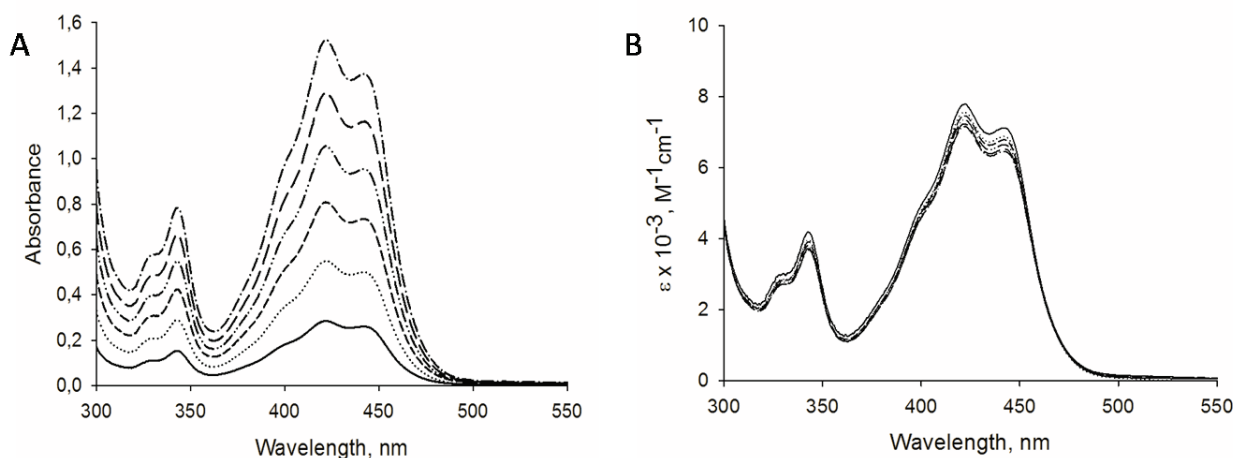 A
1,6
1,4
1,2
1,0
0,8
0,6
0,4
0,2
0,0
Absorbance
300 350 400 450 500 550
Wavelength, nm
B
10
8
6
4
2
0
ε x 10⁻³, M⁻¹cm⁻¹
300 350 400 450 500 550
Wavelength, nm